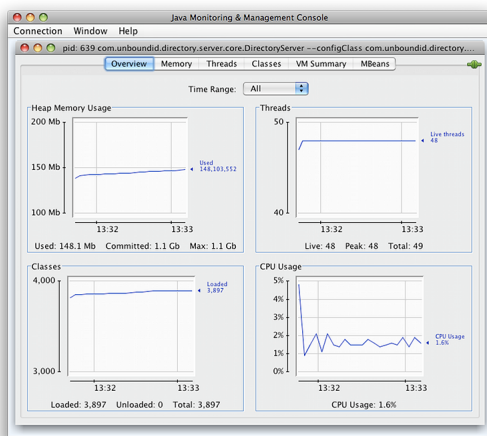 Java Monitoring & Management Console
Connection Window Help
pid: 639 com.unboundid.directory.server.core.DirectoryServer --configClass com.unboundid.directory....
Overview Memory Threads Classes VM Summary MBeans
Time Range: All
Heap Memory Usage
200 Mb
150 Mb
100 Mb
Used
148,103,552
13:32 13:33
Used: 148.1 Mb Committed: 1.1 Gb Max: 1.1 Gb
Threads
50
40
Live threads
48
13:32 13:33
Live: 48 Peak: 48 Total: 49
Classes
4,000
3,000
Loaded
3,897
13:32 13:33
Loaded: 3,897 Unloaded: 0 Total: 3,897
CPU Usage
5%
4%
3%
2%
1%
0%
CPU Usage
1.6%
13:32 13:33
CPU Usage: 1.6%